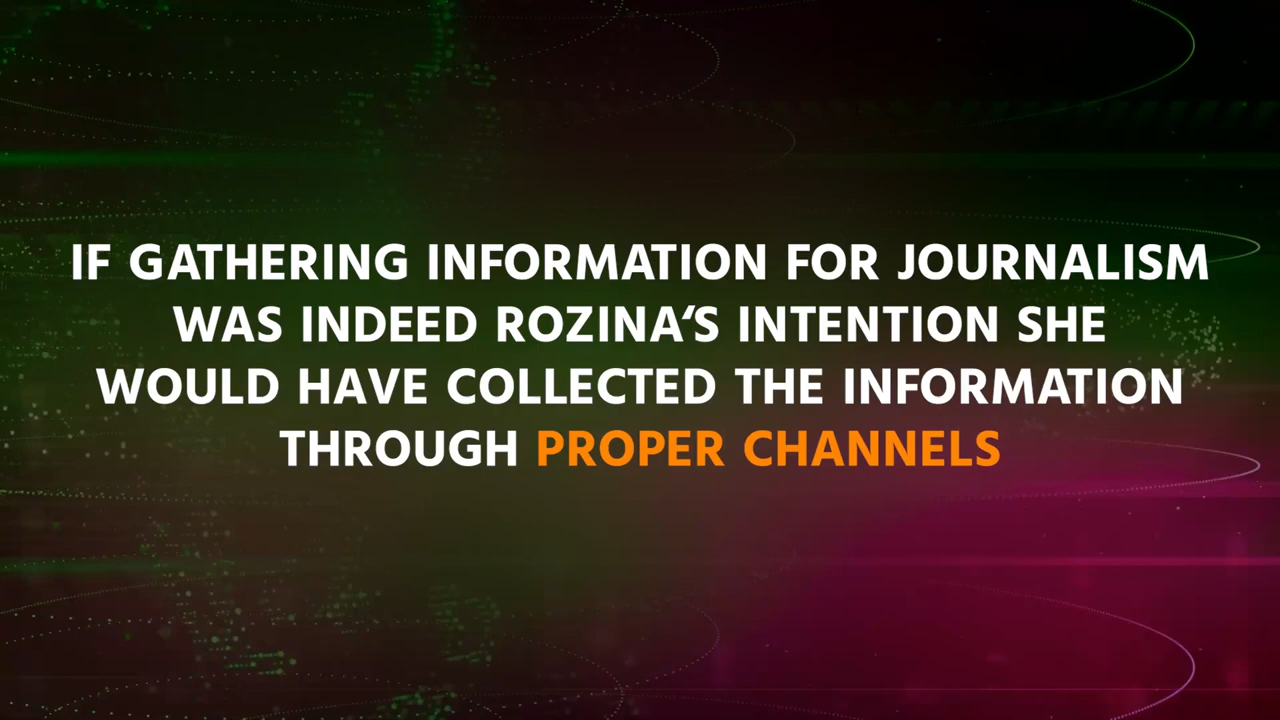 IF GATHERING INFORMATION FOR JOURNALISM
WAS INDEED ROZINA‘S INTENTION SHE
WOULD HAVE COLLECTED THE INFORMATION
THROUGH PROPER CHANNELS